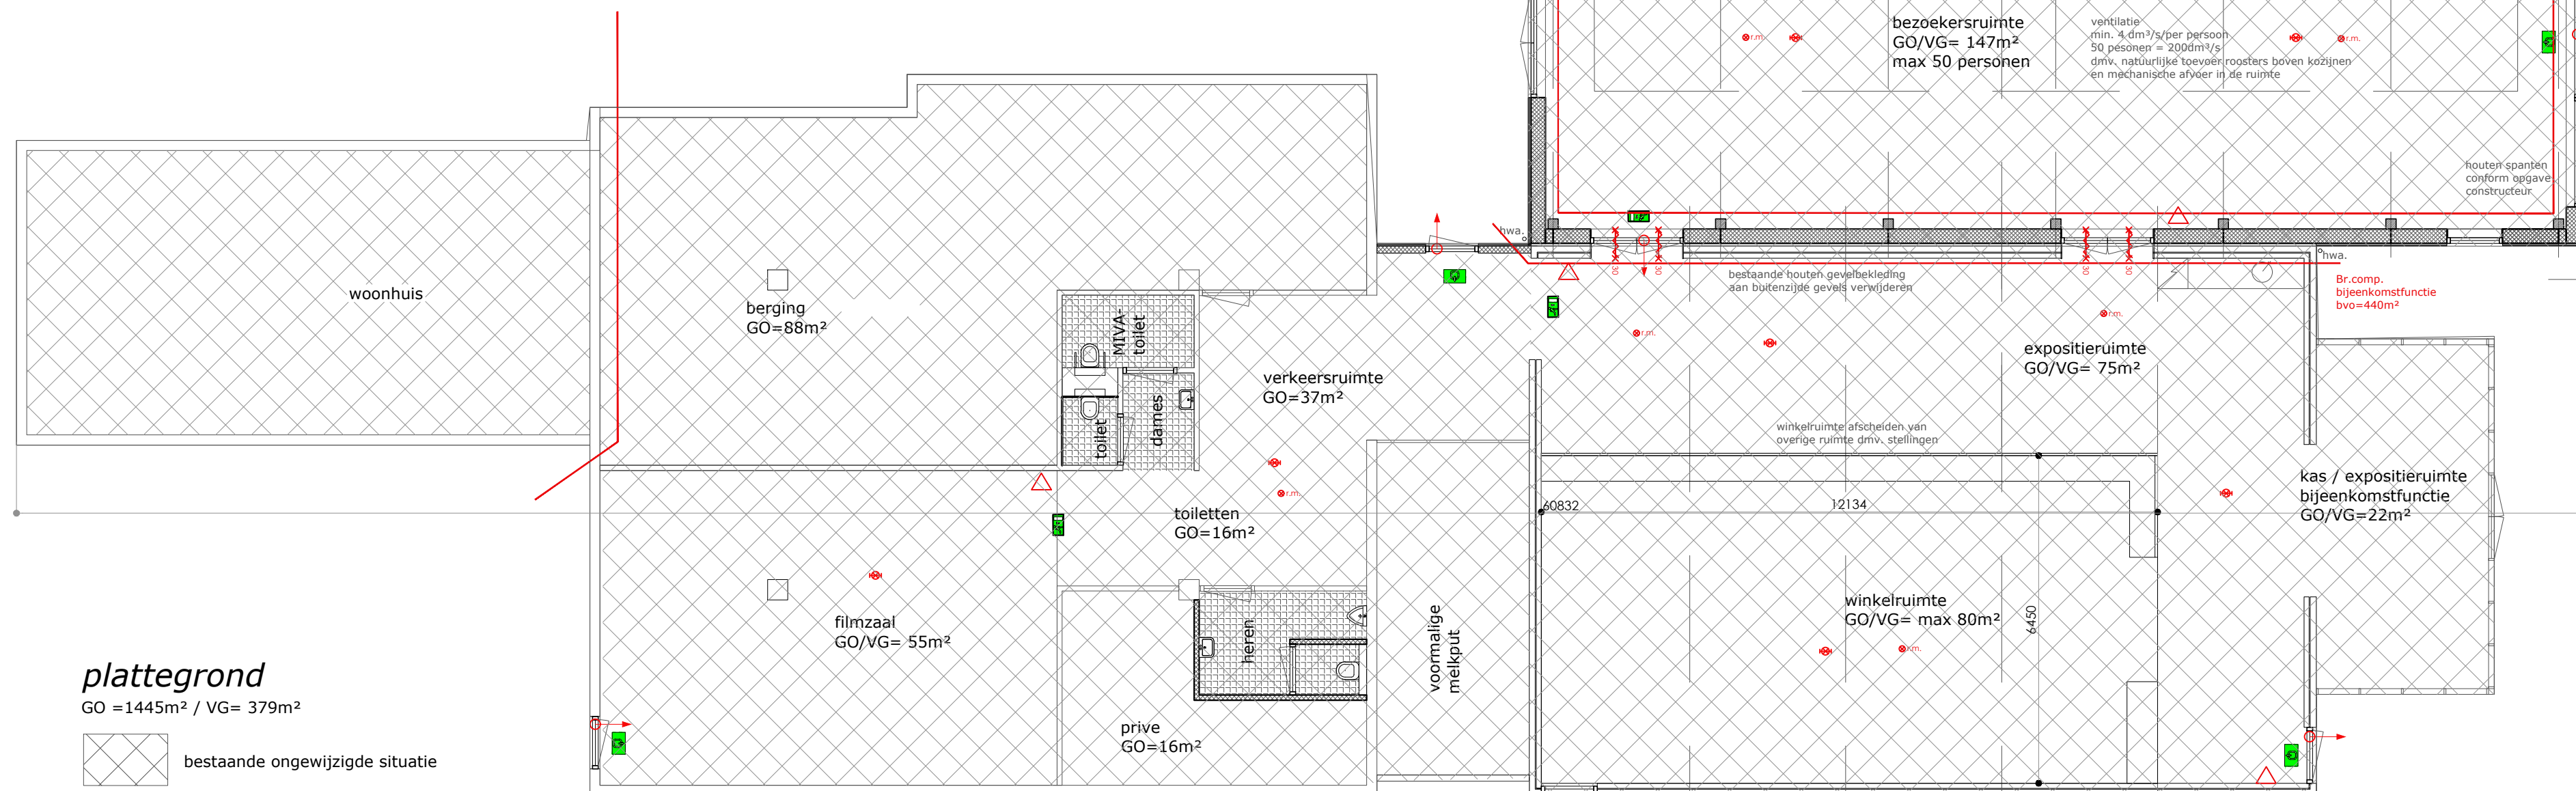 bezoekersruimte
GO/VG= 147m²
max 50 personen
ventilatie
min. 4 dm³/s/per persoon
50 pesonen = 200dm³/s
dmv. natuurlijke toevoer roosters boven kozijnen
en mechanische afvoer in de ruimte
r.m.
r.m.
houten spanten
conform opgave
constructeur
hwa.
30
30
30
30
hwa.
bestaande houten gevelbekleding
aan buitenzijde gevels verwijderen
Br.comp.
bijeenkomstfunctie
bvo=440m²
woonhuis
berging
GO=88m²
MIVA-
toilet
toilet
dames
verkeersruimte
GO=37m²
r.m.
r.m.
expositieruimte
GO/VG= 75m²
winkelruimte afscheiden van
overige ruimte dmv. stellingen
kas / expositieruimte
bijeenkomstfunctie
GO/VG=22m²
r.m.
toiletten
GO=16m²
60832
12134
6450
filmzaal
GO/VG= 55m²
heren
voormalige
melkput
winkelruimte
GO/VG= max 80m²
r.m.
prive
GO=16m²
plattegrond
GO =1445m² / VG= 379m²
bestaande ongewijzigde situatie